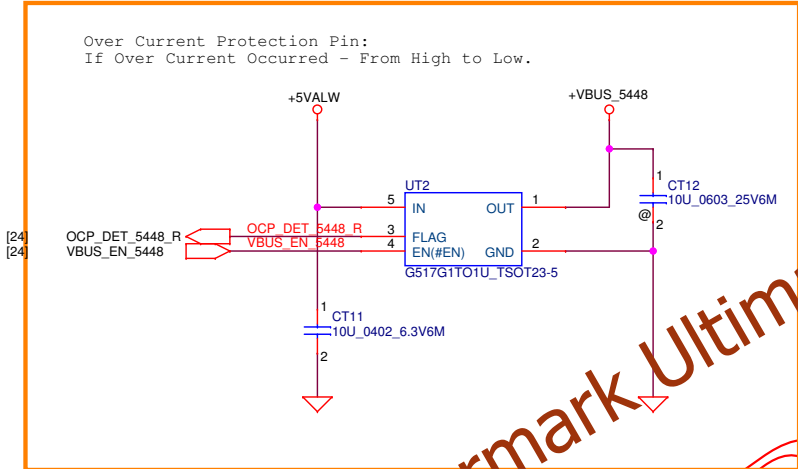 Over Current Protection Pin:
If Over Current Occurred - From High to Low.
+5VALW
+VBUS_5448
UT2
5 IN OUT 1
3 FLAG
4 EN(#EN) GND 2
G517G1TO1U_TSOT23-5
[24] OCP_DET_5448_R OCP_DET_5448_R
[24] VBUS_EN_5448 VBUS_EN_5448
1
CT12
10U_0603_25V6M
@
2
1
CT11
10U_0402_6.3V6M
2
mark Ultim